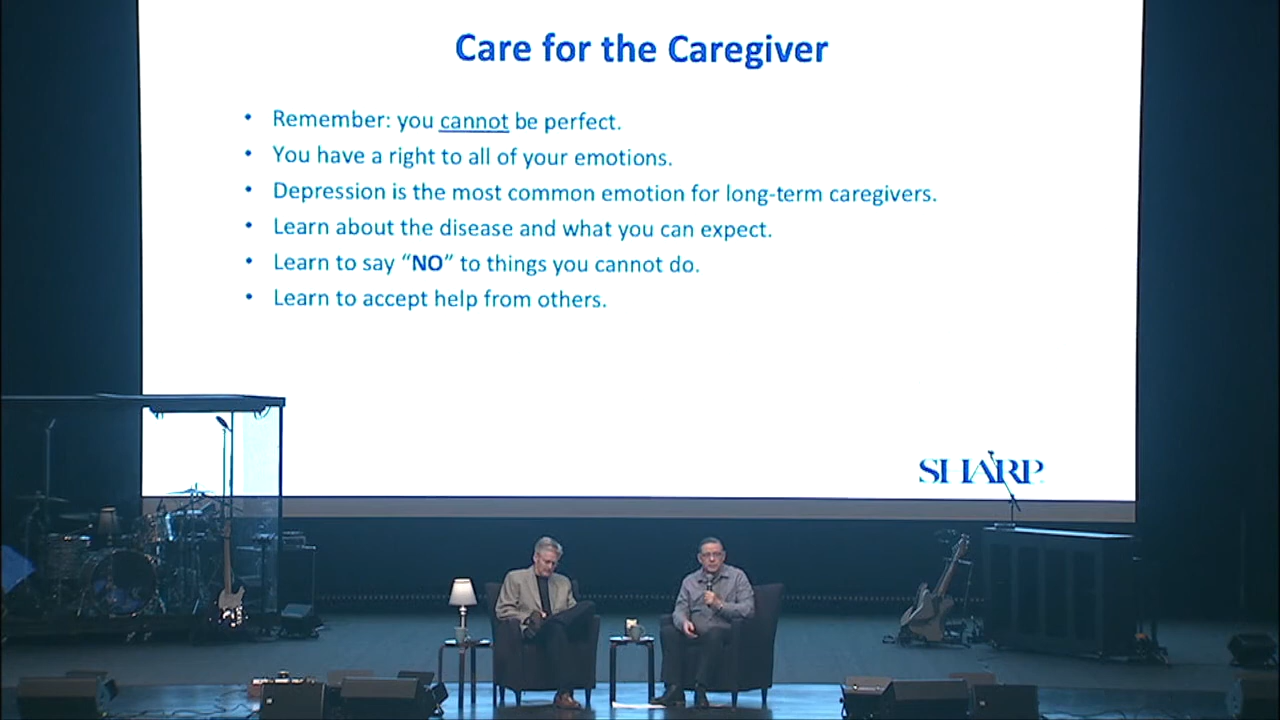 Care for the Caregiver
• Remember: you cannot be perfect.
• You have a right to all of your emotions.
• Depression is the most common emotion for long-term caregivers.
• Learn about the disease and what you can expect.
• Learn to say “NO” to things you cannot do.
• Learn to accept help from others.
SHARP